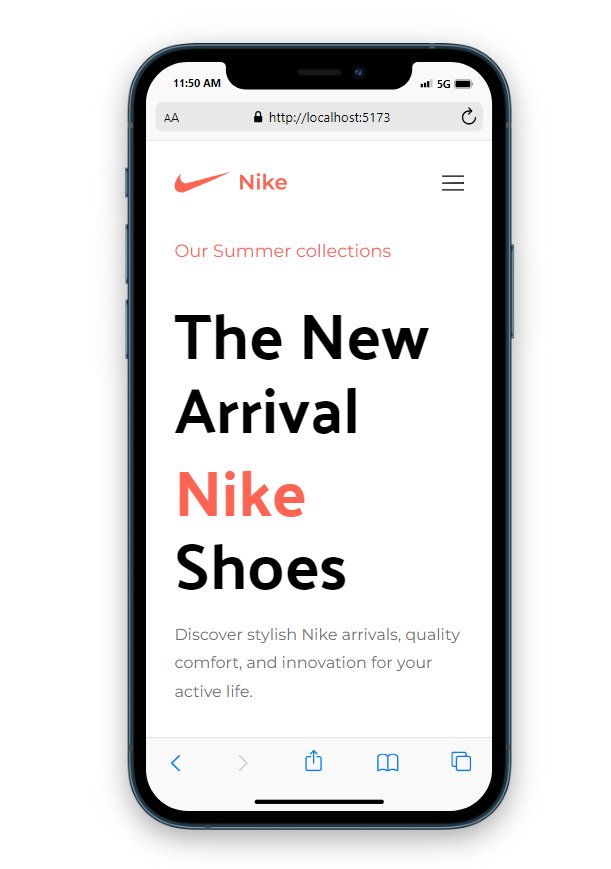 11:50 AM 5G
AA http://localhost:5173
Nike
Our Summer collections
The New
Arrival
Nike
Shoes
Discover stylish Nike arrivals, quality
comfort, and innovation for your
active life.